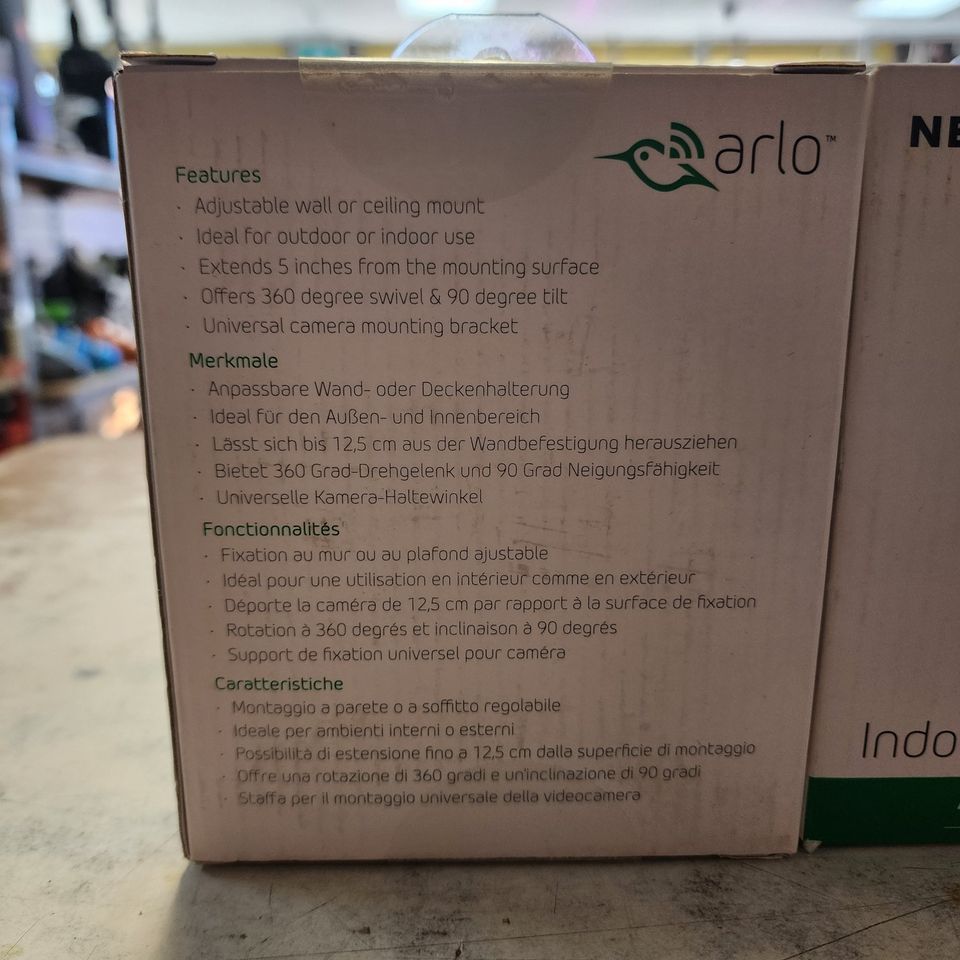 arlo™
Features
· Adjustable wall or ceiling mount
· Ideal for outdoor or indoor use
· Extends 5 inches from the mounting surface
· Offers 360 degree swivel & 90 degree tilt
· Universal camera mounting bracket
Merkmale
· Anpassbare Wand- oder Deckenhalterung
· Ideal für den Außen- und Innenbereich
· Lässt sich bis 12,5 cm aus der Wandbefestigung herausziehen
· Bietet 360 Grad-Drehgelenk und 90 Grad Neigungsfähigkeit
· Universelle Kamera-Haltewinkel
Fonctionnalités
· Fixation au mur ou au plafond ajustable
· Idéal pour une utilisation en intérieur comme en extérieur
· Déporte la caméra de 12,5 cm par rapport à la surface de fixation
· Rotation à 360 degrés et inclinaison à 90 degrés
· Support de fixation universel pour caméra
Caratteristiche
· Montaggio a parete o a soffitto regolabile
· Ideale per ambienti interni o esterni
· Possibilità di estensione fino a 12,5 cm dalla superficie di montaggio
· Offre una rotazione di 360 gradi e un'inclinazione di 90 gradi
· Staffa per il montaggio universale della videocamera
NE
Indo